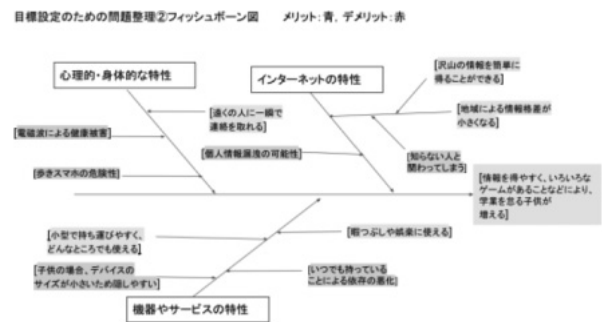 目標設定のための問題整理②フィッシュボーン図 メリット:青, デメリット:赤
心理的・身体的な特性
インターネットの特性
[沢山の情報を簡単に
得ることができる]
[遠くの人に一瞬で
連絡を取れる]
[地域による情報格差が
小さくなる]
[電磁波による健康被害]
[個人情報漏洩の可能性]
[知らない人と
関わってしまう]
[歩きスマホの危険性]
[情報を得やすく、いろいろな
ゲームがあることなどにより、
学業を怠る子供が
増える]
[小型で持ち運びやすく、
どんなところでも使える]
[暇つぶしや娯楽に使える]
[子供の場合、デバイスの
サイズが小さいため隠しやすい]
[いつでも持っている
ことによる依存の悪化]
機器やサービスの特性